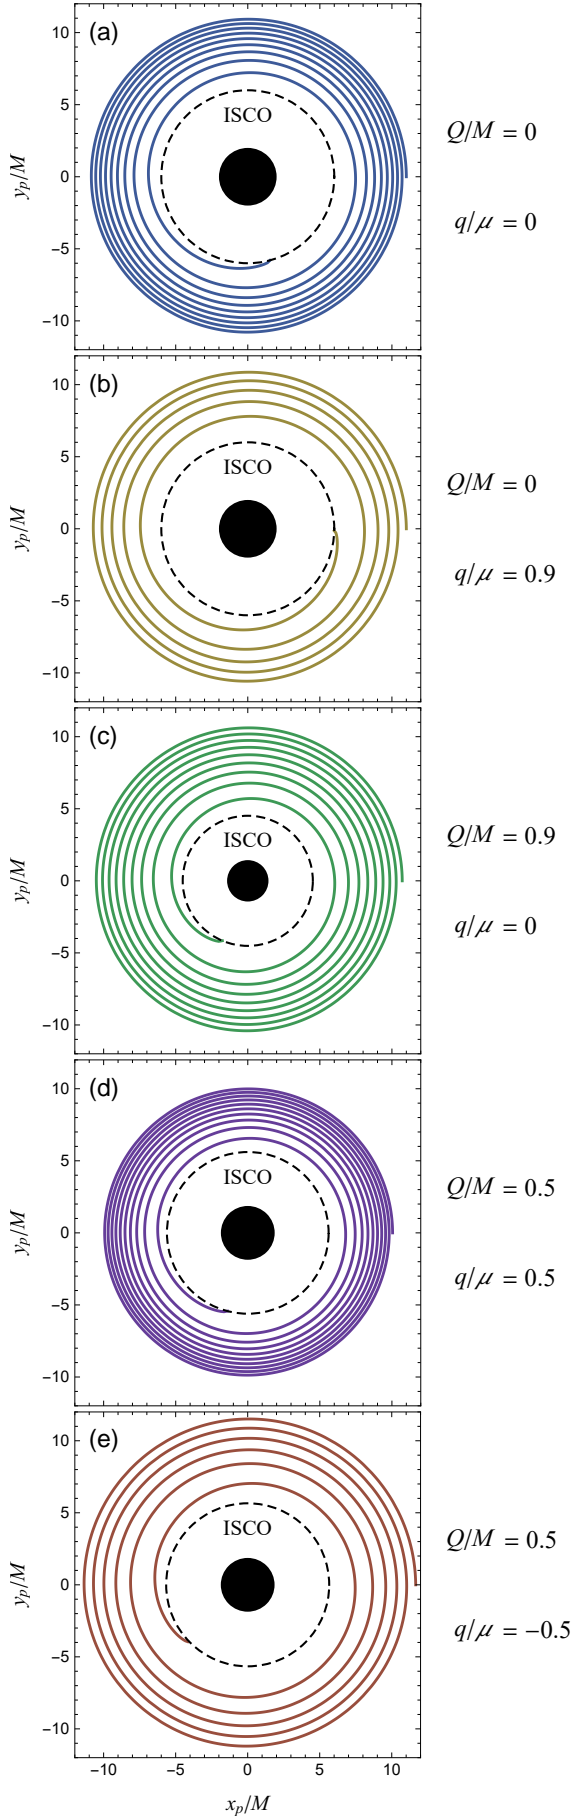 (a)
10
5
0
−5
−10
y_p/M
ISCO
Q/M = 0
q/μ = 0
(b)
10
5
0
−5
−10
y_p/M
ISCO
Q/M = 0
q/μ = 0.9
(c)
10
5
0
−5
−10
y_p/M
ISCO
Q/M = 0.9
q/μ = 0
(d)
10
5
0
−5
−10
y_p/M
ISCO
Q/M = 0.5
q/μ = 0.5
(e)
10
5
0
−5
−10
y_p/M
ISCO
Q/M = 0.5
q/μ = −0.5
−10 −5 0 5 10
x_p/M